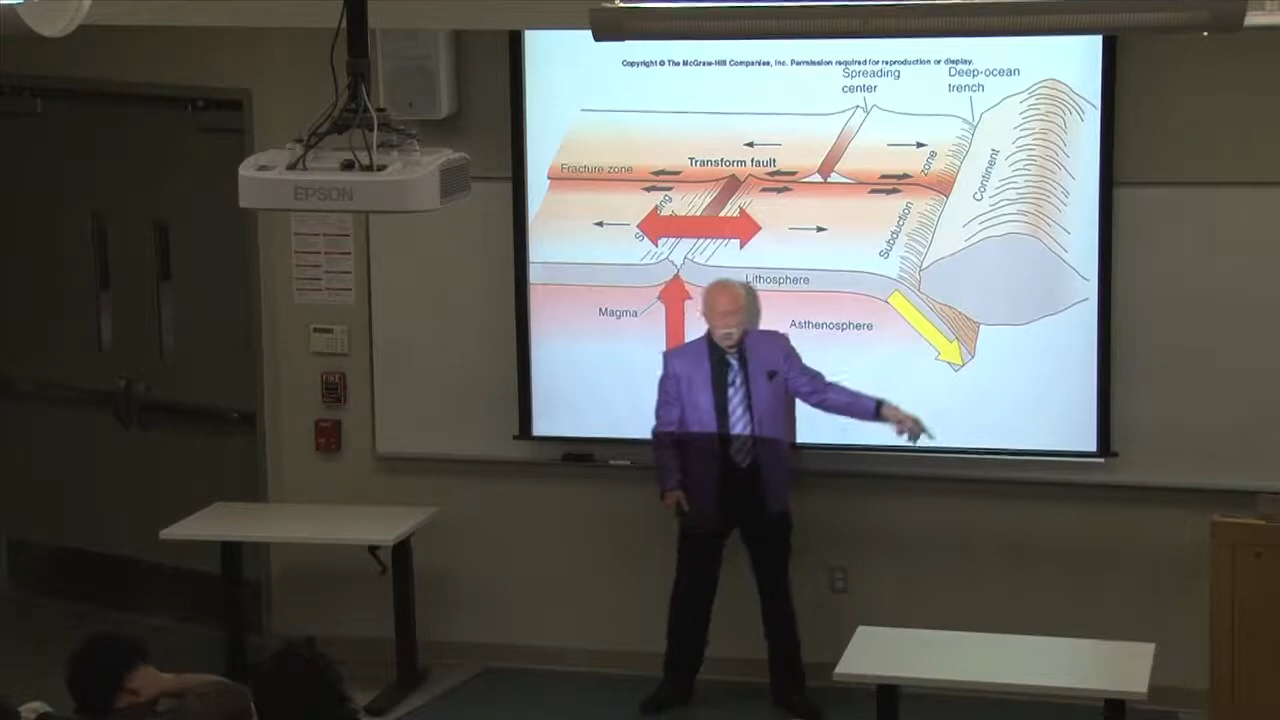 Copyright © The McGraw-Hill Companies, Inc. Permission required for reproduction or display.
Spreading
center
Deep-ocean
trench
Fracture zone
Transform fault
zone
Subduction
Continent
Lithosphere
Magma
Asthenosphere
EPSON
FIRE